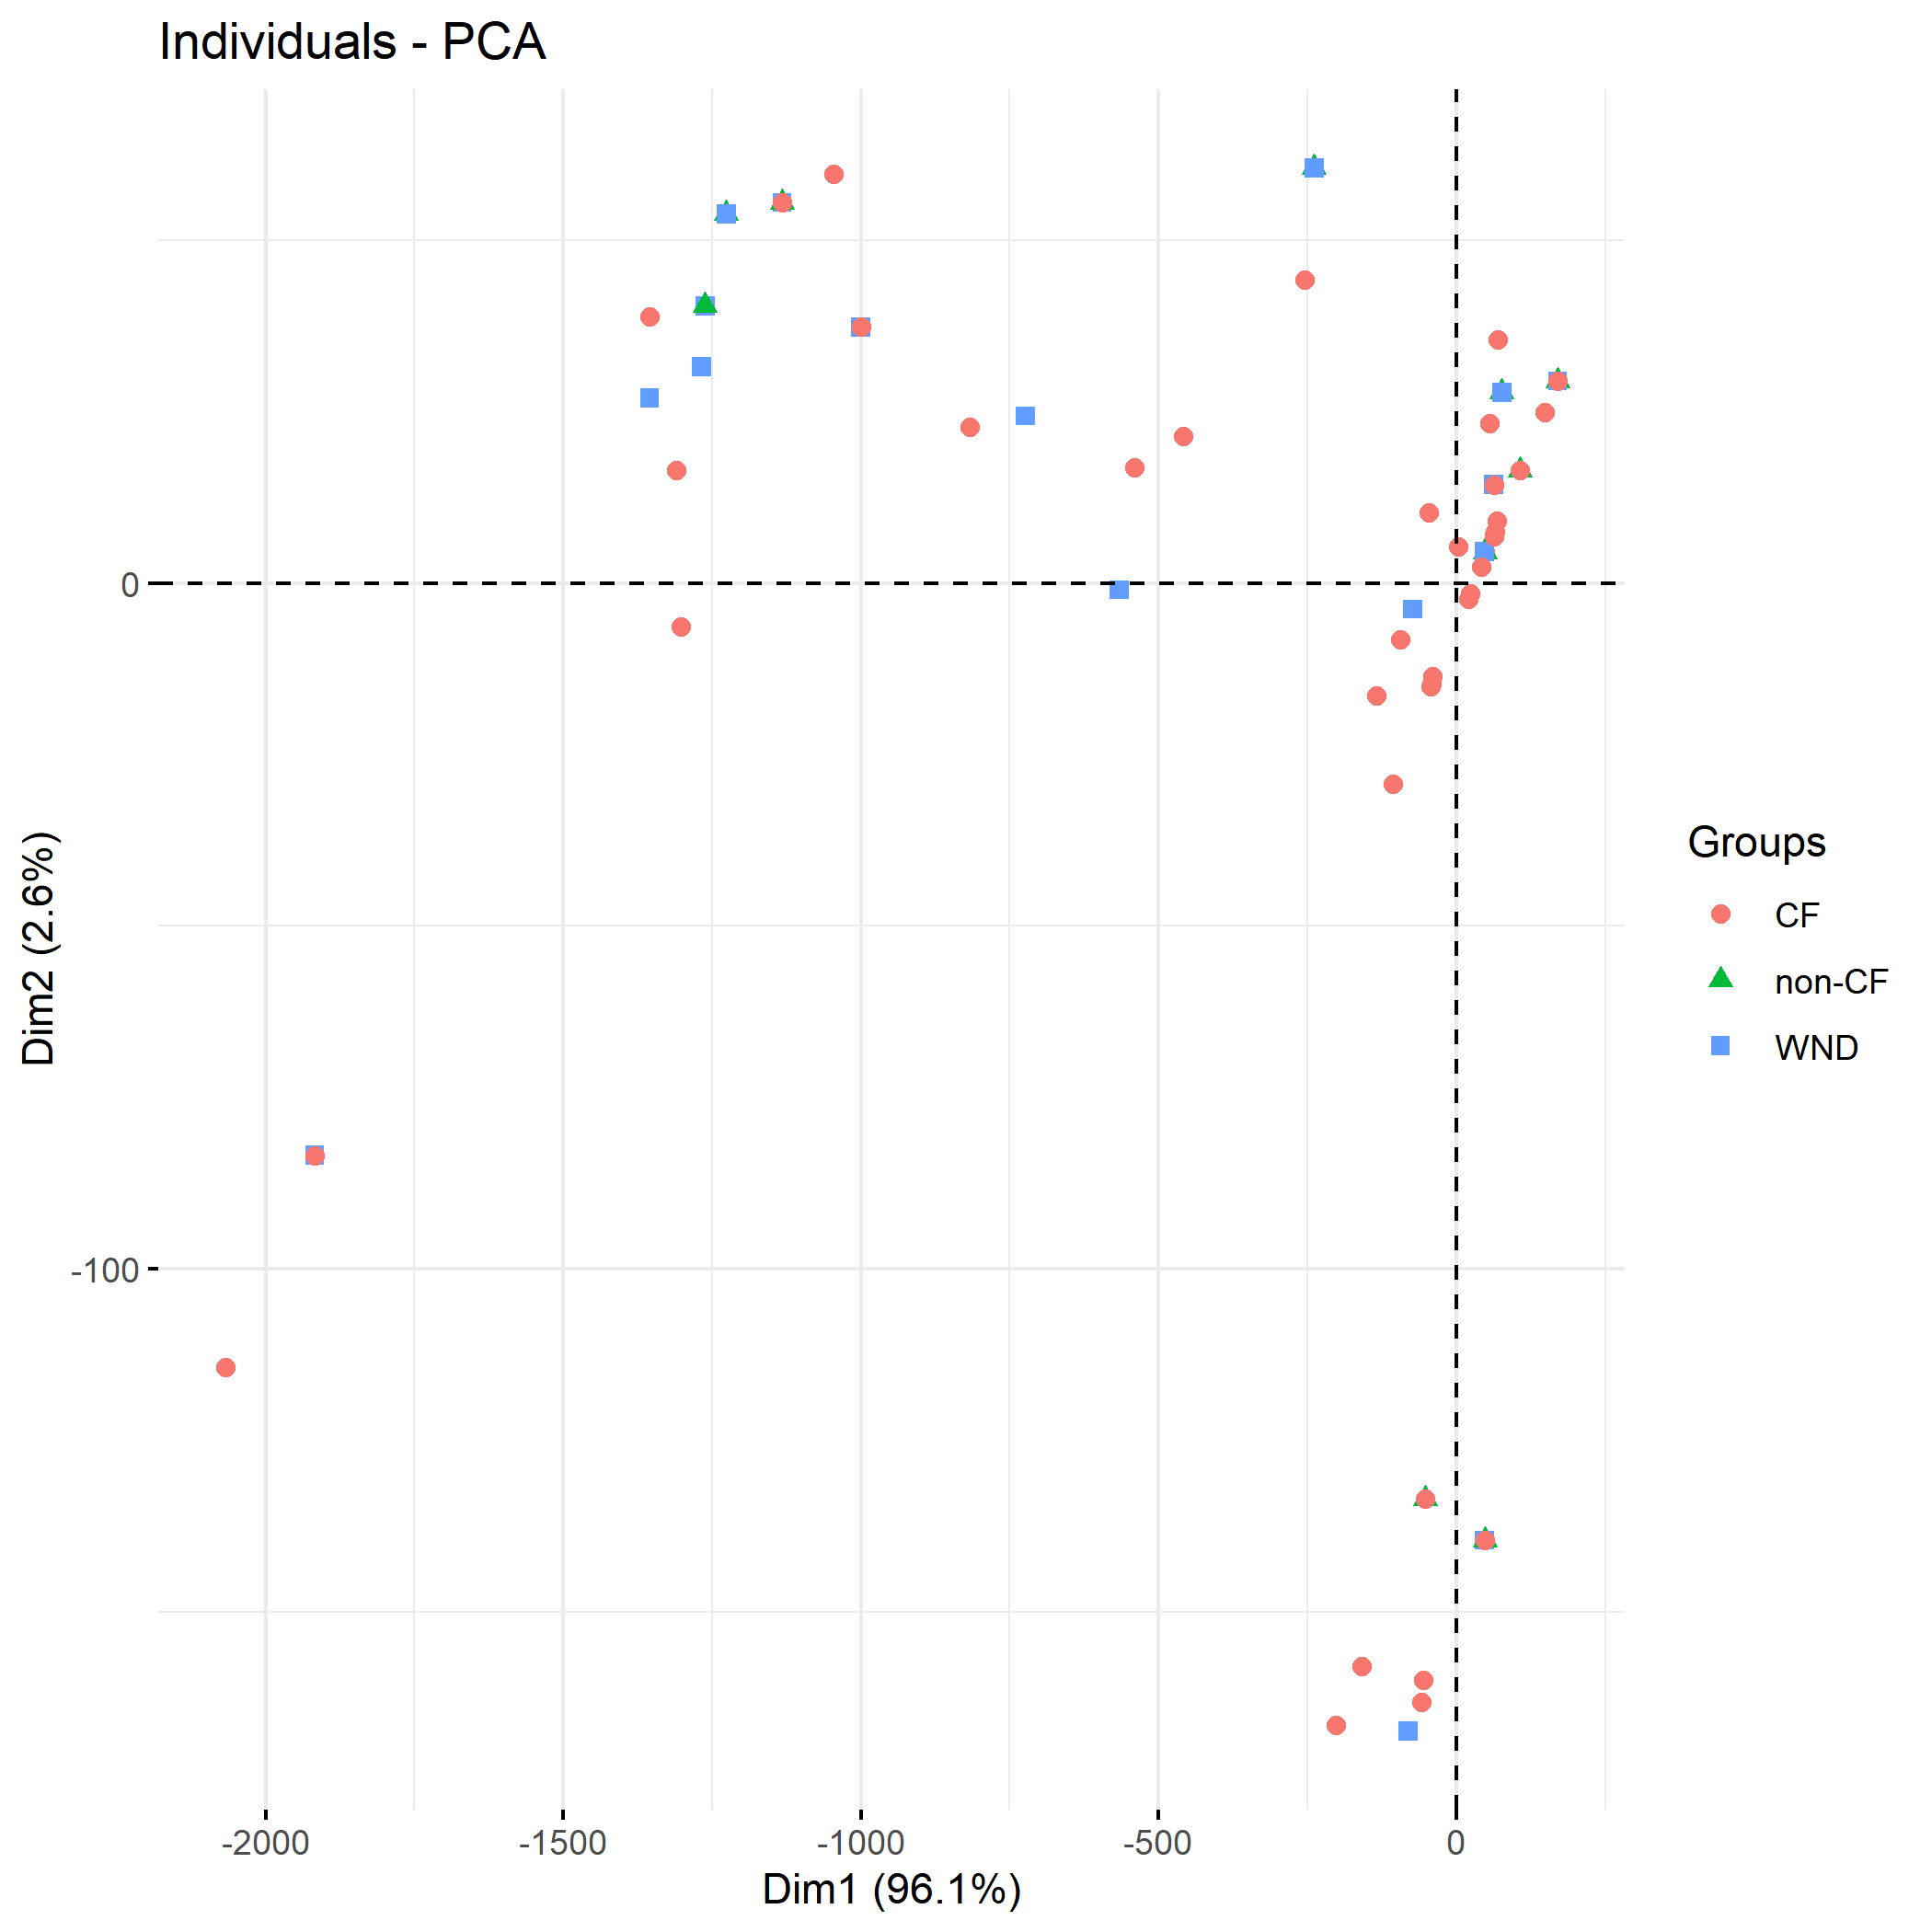 Individuals - PCA
0
-100
Dim2 (2.6%)
-2000 -1500 -1000 -500 0
Dim1 (96.1%)
Groups
CF
non-CF
WND